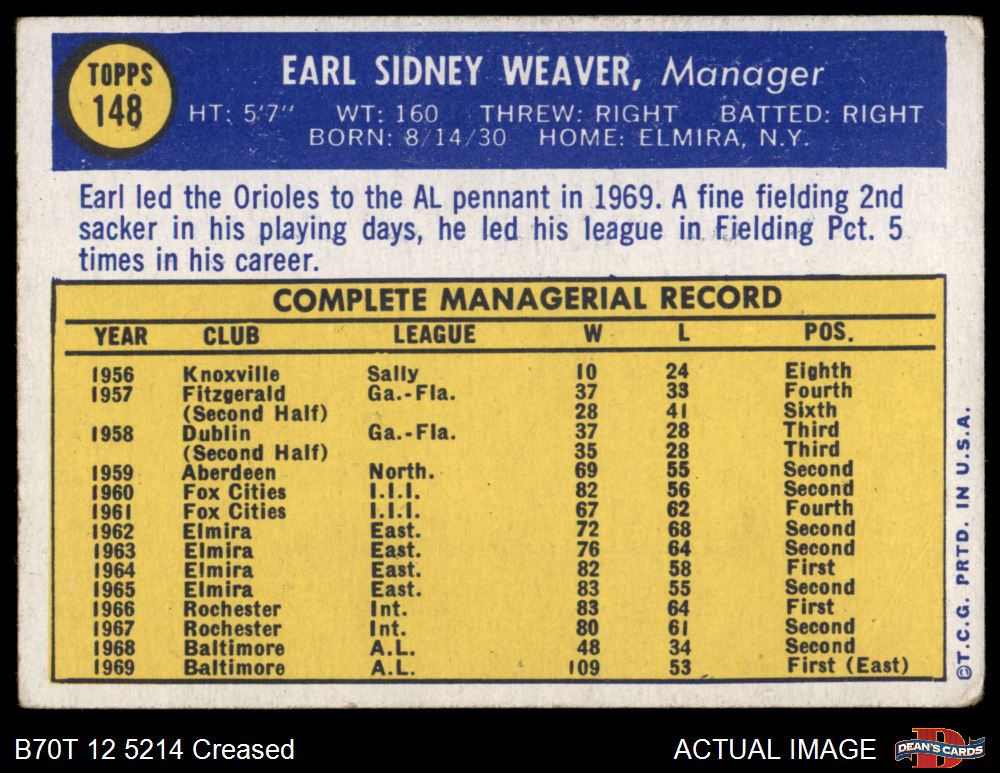 TOPPS
148
EARL SIDNEY WEAVER, Manager
HT: 5'7" WT: 160 THREW: RIGHT BATTED: RIGHT
BORN: 8/14/30 HOME: ELMIRA, N.Y.
Earl led the Orioles to the AL pennant in 1969. A fine fielding 2nd
sacker in his playing days, he led his league in Fielding Pct. 5
times in his career.
COMPLETE MANAGERIAL RECORD
YEAR CLUB LEAGUE W L POS.
1956 Knoxville Sally 10 24 Eighth
1957 Fitzgerald Ga.-Fla. 37 33 Fourth
(Second Half) 28 41 Sixth
1958 Dublin Ga.-Fla. 37 28 Third
(Second Half) 35 28 Third
1959 Aberdeen North. 69 55 Second
1960 Fox Cities I.I.I. 82 56 Second
1961 Fox Cities I.I.I. 67 62 Fourth
1962 Elmira East. 72 68 Second
1963 Elmira East. 76 64 Second
1964 Elmira East. 82 58 First
1965 Elmira East. 83 55 Second
1966 Rochester Int. 83 64 First
1967 Rochester Int. 80 61 Second
1968 Baltimore A.L. 48 34 Second
1969 Baltimore A.L. 109 53 First (East)
©T.C.G. PRTD. IN U.S.A.
B70T 12 5214 Creased
ACTUAL IMAGE
D
DEAN'S CARDS